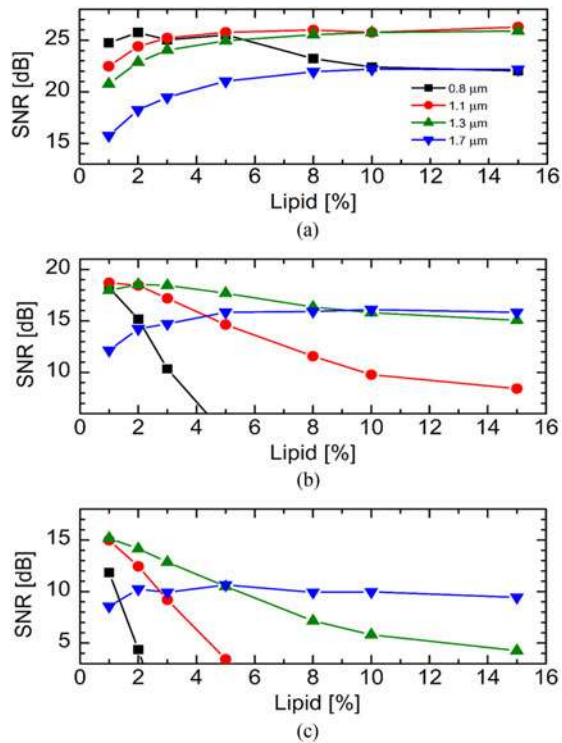 25
20
15
SNR [dB]
0.8 µm
1.1 µm
1.3 µm
1.7 µm
0 2 4 6 8 10 12 14 16
Lipid [%]
(a)
20
15
10
SNR [dB]
0 2 4 6 8 10 12 14 16
Lipid [%]
(b)
15
10
5
SNR [dB]
0 2 4 6 8 10 12 14 16
Lipid [%]
(c)